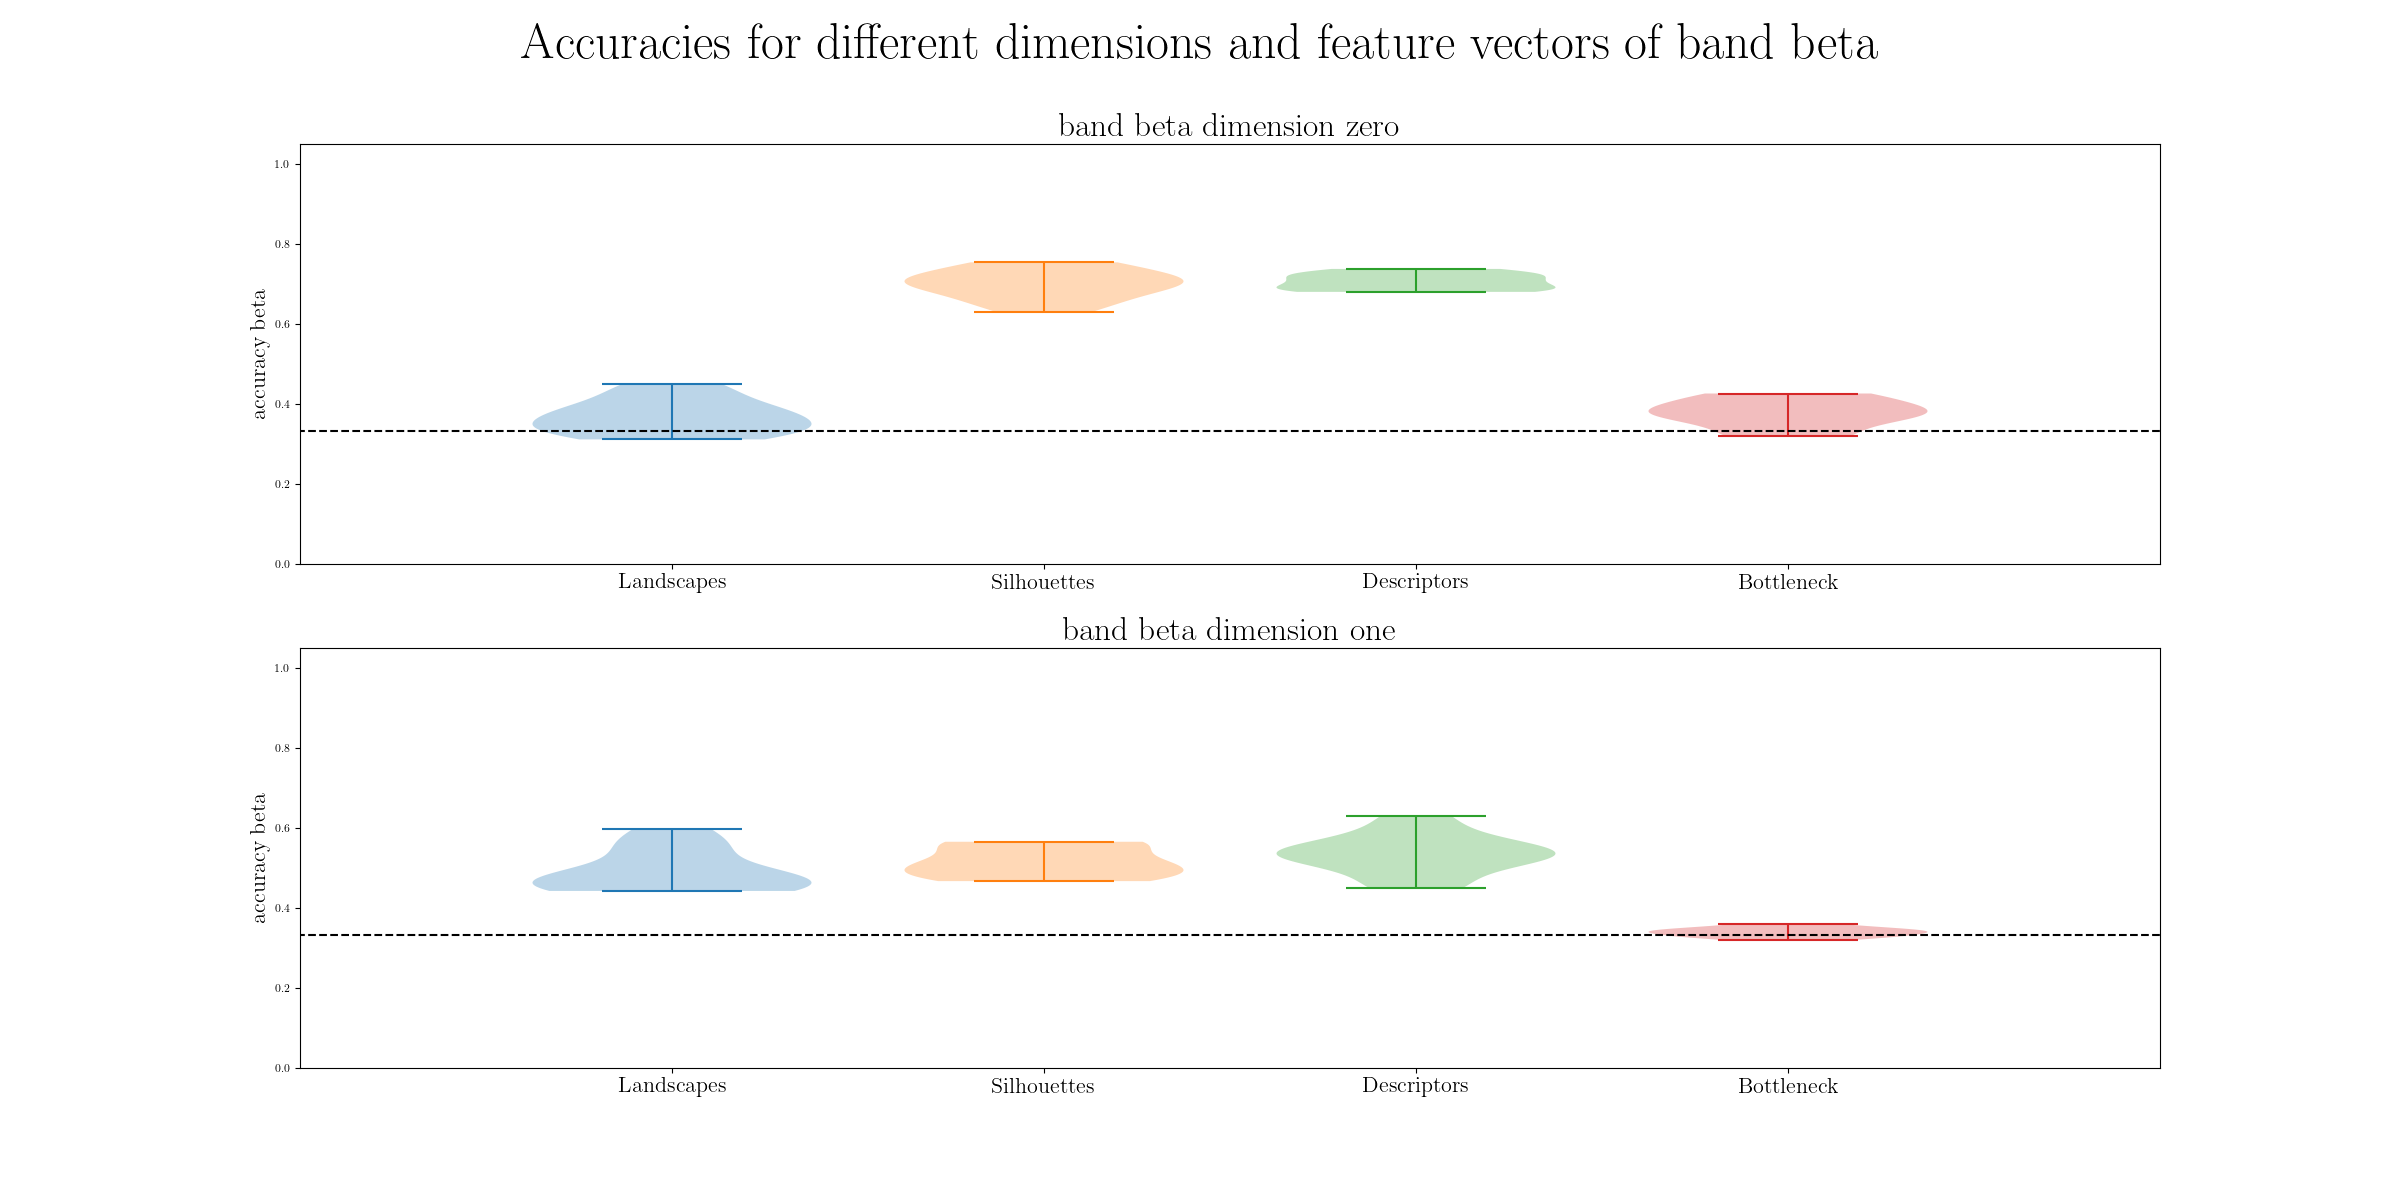 Accuracies for different dimensions and feature vectors of band beta
band beta dimension zero
accuracy beta
1.0
0.8
0.6
0.4
0.2
0.0
Landscapes Silhouettes Descriptors Bottleneck
band beta dimension one
accuracy beta
1.0
0.8
0.6
0.4
0.2
0.0
Landscapes Silhouettes Descriptors Bottleneck